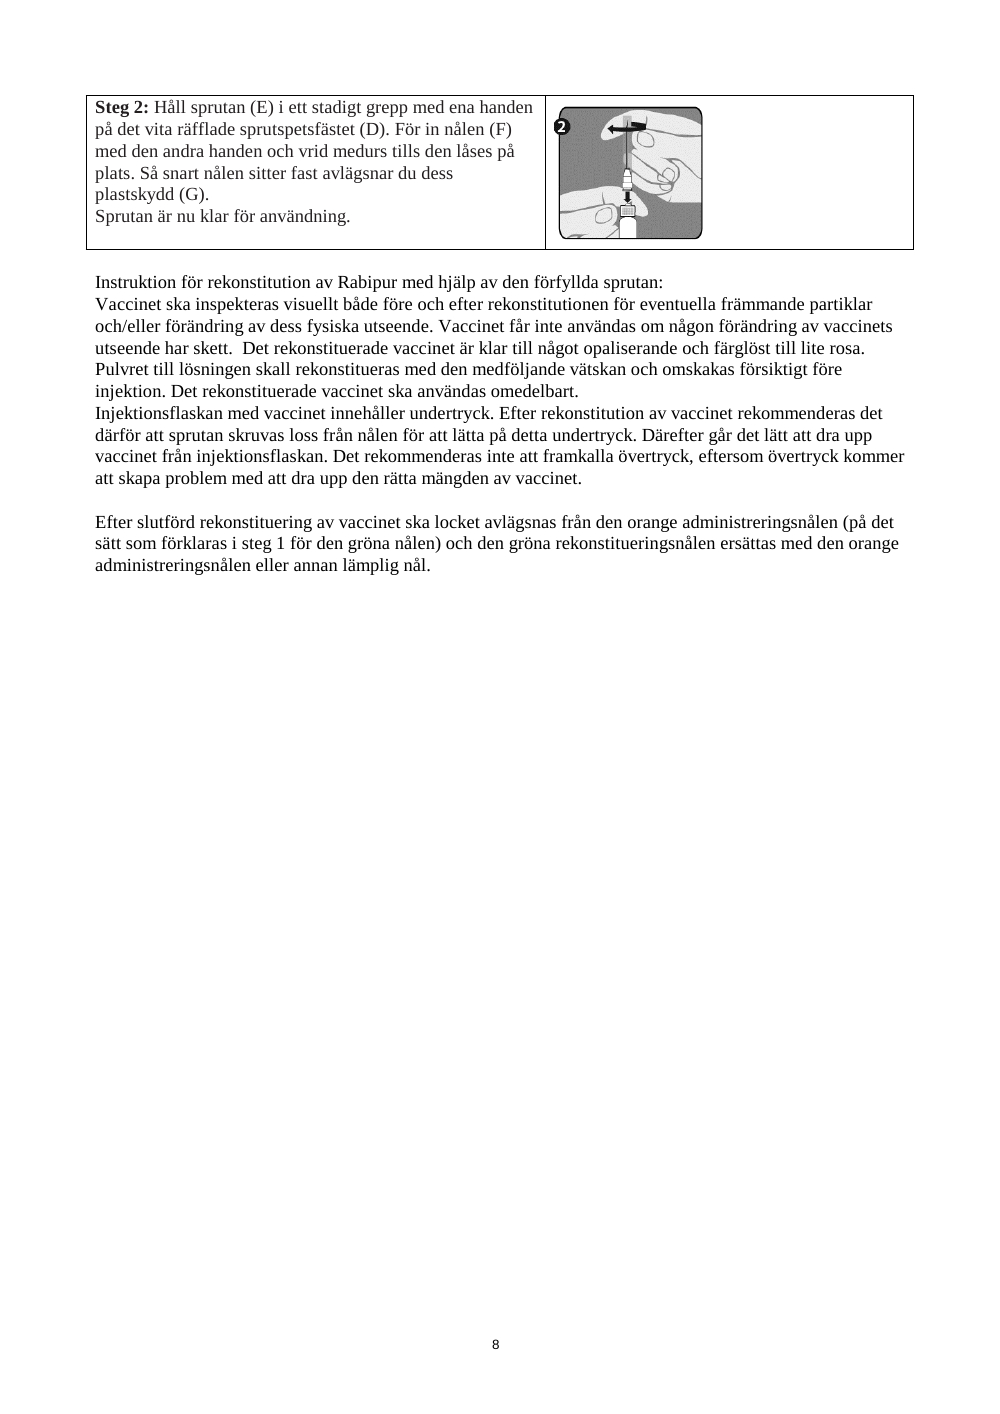 Steg 2: Håll sprutan (E) i ett stadigt grepp med ena handen
på det vita räfflade sprutspetsfästet (D). För in nålen (F)
med den andra handen och vrid medurs tills den låses på
plats. Så snart nålen sitter fast avlägsnar du dess
plastskydd (G).
Sprutan är nu klar för användning.
2
Instruktion för rekonstitution av Rabipur med hjälp av den förfyllda sprutan:
Vaccinet ska inspekteras visuellt både före och efter rekonstitutionen för eventuella främmande partiklar
och/eller förändring av dess fysiska utseende. Vaccinet får inte användas om någon förändring av vaccinets
utseende har skett.  Det rekonstituerade vaccinet är klar till något opaliserande och färglöst till lite rosa.
Pulvret till lösningen skall rekonstitueras med den medföljande vätskan och omskakas försiktigt före
injektion. Det rekonstituerade vaccinet ska användas omedelbart.
Injektionsflaskan med vaccinet innehåller undertryck. Efter rekonstitution av vaccinet rekommenderas det
därför att sprutan skruvas loss från nålen för att lätta på detta undertryck. Därefter går det lätt att dra upp
vaccinet från injektionsflaskan. Det rekommenderas inte att framkalla övertryck, eftersom övertryck kommer
att skapa problem med att dra upp den rätta mängden av vaccinet.
Efter slutförd rekonstituering av vaccinet ska locket avlägsnas från den orange administreringsnålen (på det
sätt som förklaras i steg 1 för den gröna nålen) och den gröna rekonstitueringsnålen ersättas med den orange
administreringsnålen eller annan lämplig nål.
8